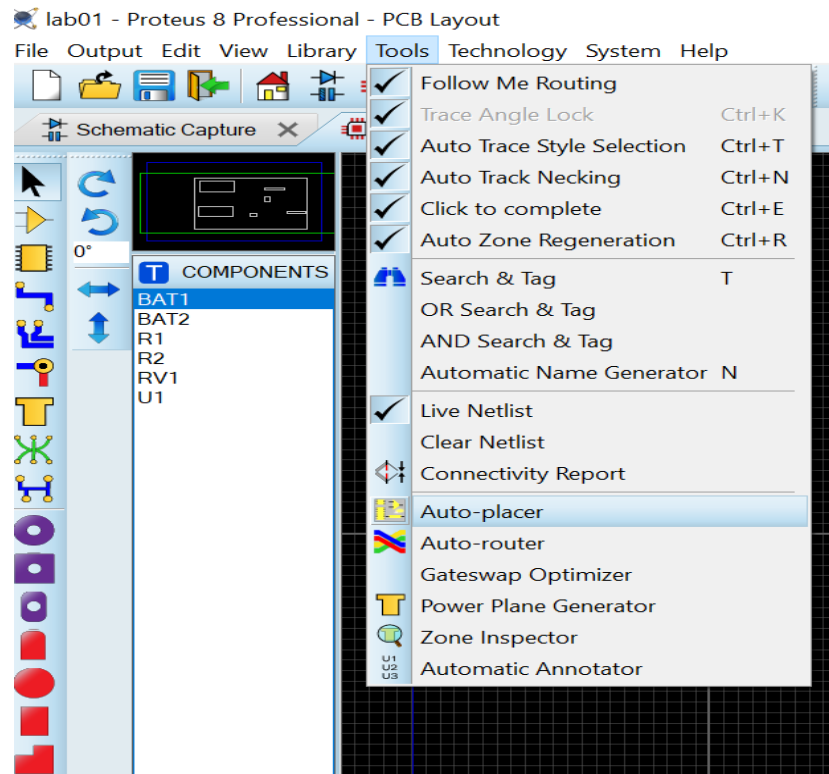 lab01 - Proteus 8 Professional - PCB Layout
File Output Edit View Library Tools Technology System Help
Schematic Capture
0°
T COMPONENTS
BAT1
BAT2
R1
R2
RV1
U1
Follow Me Routing
Trace Angle Lock Ctrl+K
Auto Trace Style Selection Ctrl+T
Auto Track Necking Ctrl+N
Click to complete Ctrl+E
Auto Zone Regeneration Ctrl+R
Search & Tag T
OR Search & Tag
AND Search & Tag
Automatic Name Generator N
Live Netlist
Clear Netlist
Connectivity Report
Auto-placer
Auto-router
Gateswap Optimizer
Power Plane Generator
Zone Inspector
U1
U2
U3
Automatic Annotator